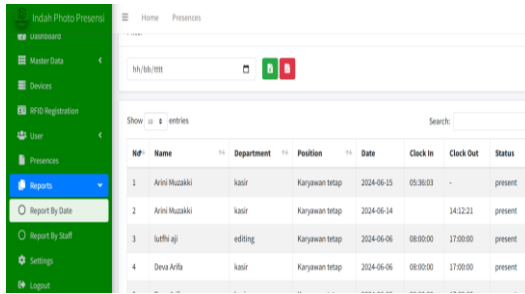 Indah Photo Presensi
Home Presences
Dashboard
Master Data
Devices
RFID Registration
User
Presences
Reports
Report By Date
Report By Staff
Settings
Logout
hh/bb/tttt
Show 10 entries
Search:
No Name Department Position Date Clock In Clock Out Status
1 Arini Muzakki kasir Karyawan tetap 2024-06-15 05:36:03 - present
2 Arini Muzakki kasir Karyawan tetap 2024-06-14 14:12:21 present
3 lutfhi aji editing Karyawan tetap 2024-06-06 08:00:00 17:00:00 present
4 Deva Arifa kasir Karyawan tetap 2024-06-06 08:00:00 17:00:00 present